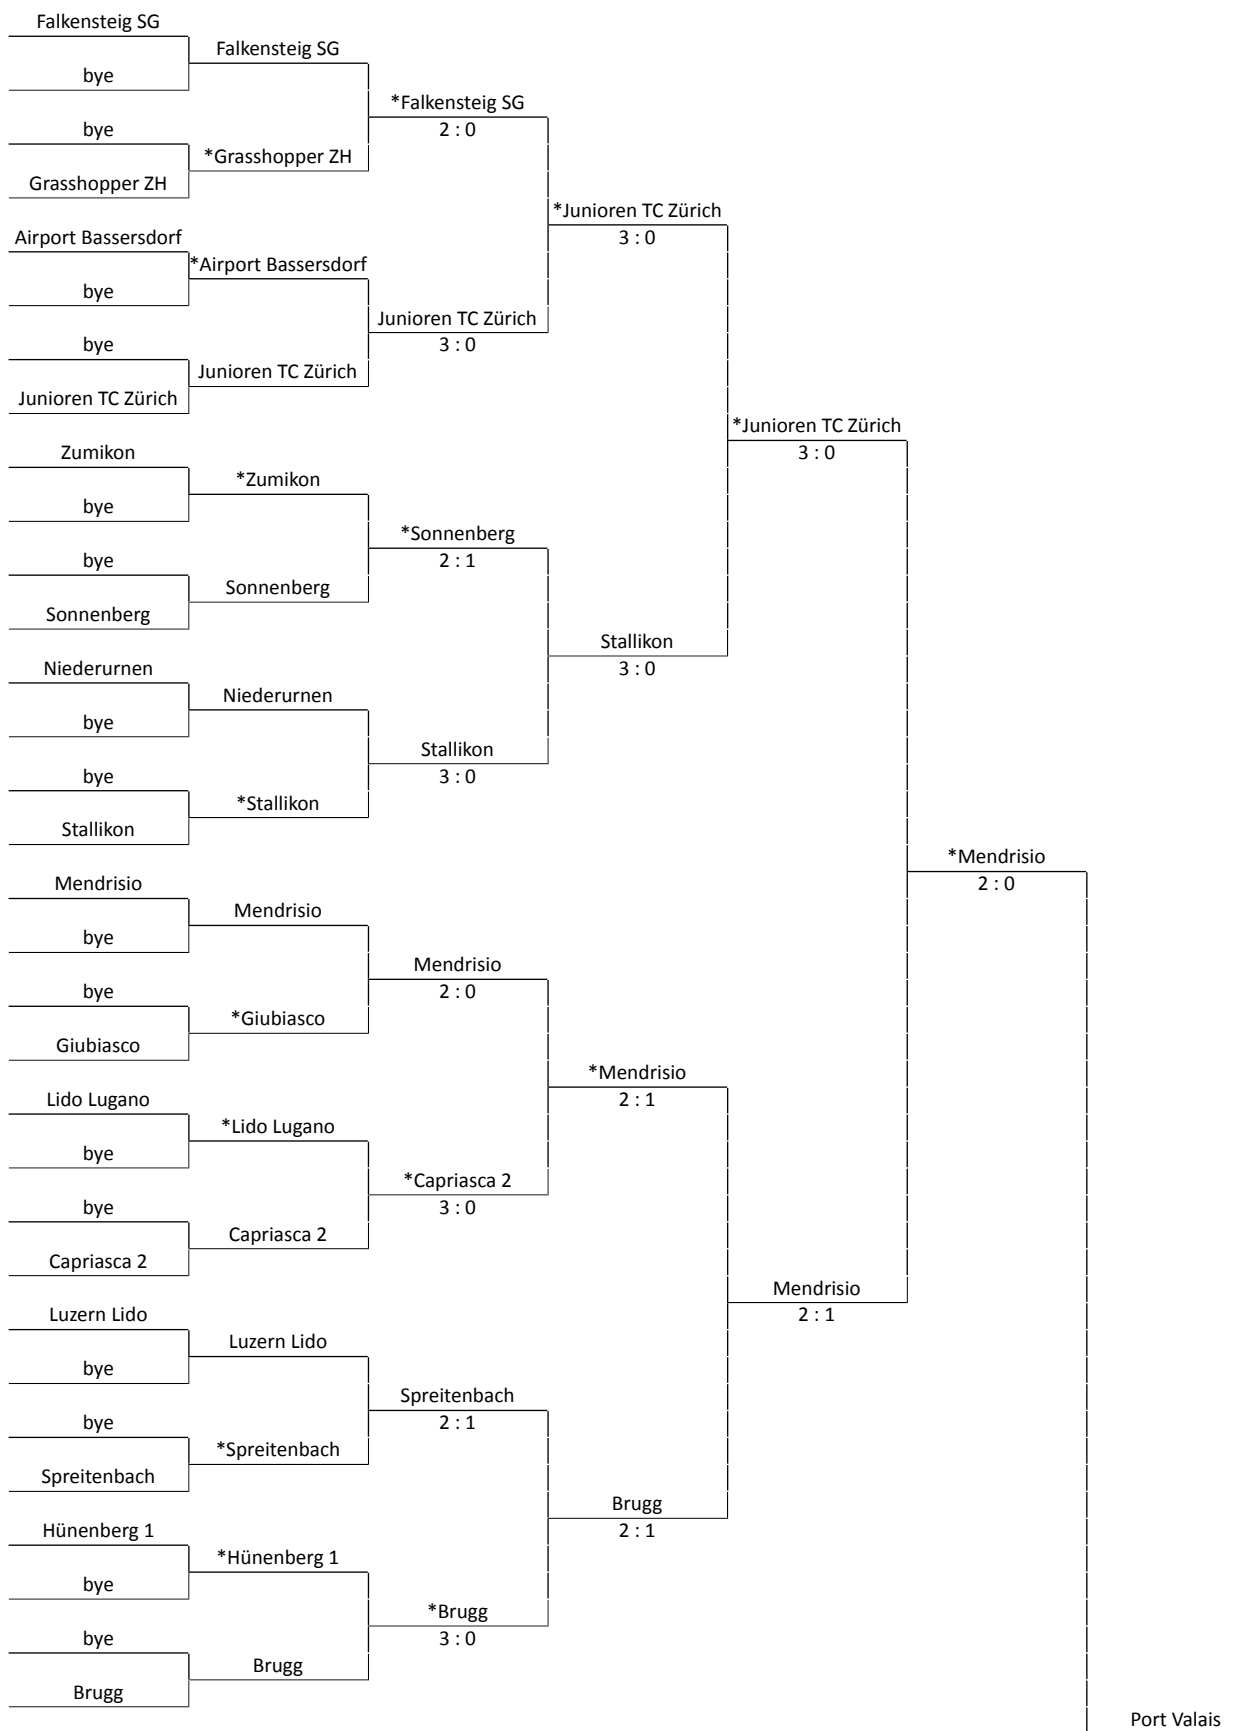 Falkensteig SG
Falkensteig SG
bye
*Falkensteig SG
bye
2 : 0
*Grasshopper ZH
Grasshopper ZH
*Junioren TC Zürich
Airport Bassersdorf
3 : 0
*Airport Bassersdorf
bye
Junioren TC Zürich
bye
3 : 0
Junioren TC Zürich
Junioren TC Zürich
*Junioren TC Zürich
Zumikon
3 : 0
*Zumikon
bye
*Sonnenberg
bye
2 : 1
Sonnenberg
Sonnenberg
Stallikon
Niederurnen
3 : 0
Niederurnen
bye
Stallikon
bye
3 : 0
*Stallikon
Stallikon
*Mendrisio
Mendrisio
2 : 0
Mendrisio
bye
Mendrisio
bye
2 : 0
*Giubiasco
Giubiasco
*Mendrisio
Lido Lugano
2 : 1
*Lido Lugano
bye
*Capriasca 2
bye
3 : 0
Capriasca 2
Capriasca 2
Mendrisio
Luzern Lido
2 : 1
Luzern Lido
bye
Spreitenbach
bye
2 : 1
*Spreitenbach
Spreitenbach
Brugg
Hünenberg 1
2 : 1
*Hünenberg 1
bye
*Brugg
bye
3 : 0
Brugg
Brugg
Port Valais